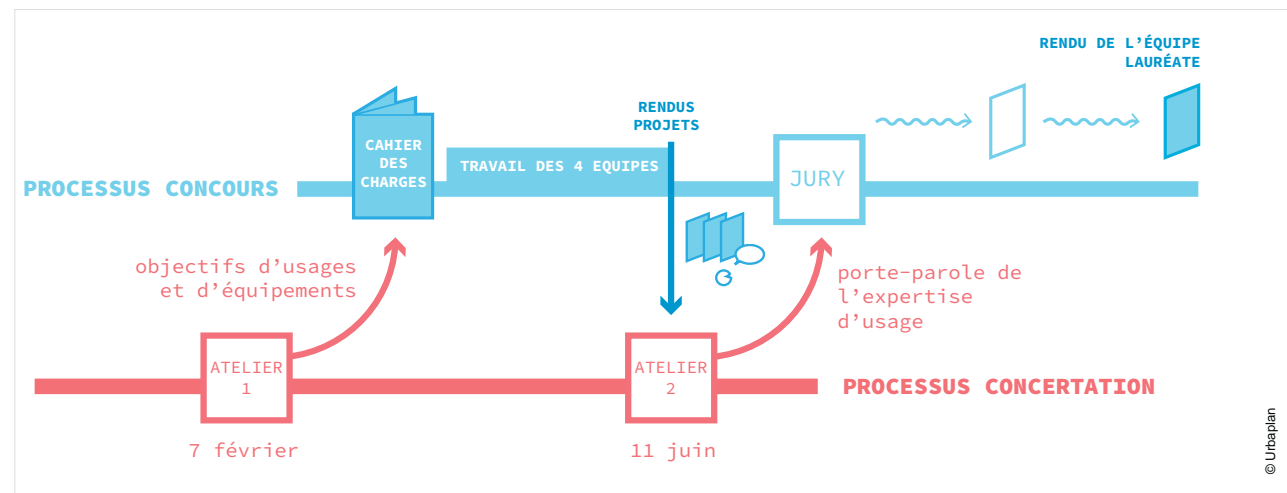 RENDU DE L’ÉQUIPE
LAURÉATE
RENDUS
PROJETS
CAHIER
DES
CHARGES
TRAVAIL DES 4 EQUIPES
JURY
PROCESSUS CONCOURS
objectifs d’usages
et d’équipements
porte-parole de
l’expertise
d’usage
ATELIER
1
ATELIER
2
PROCESSUS CONCERTATION
7 février
11 juin
© Urbaplan